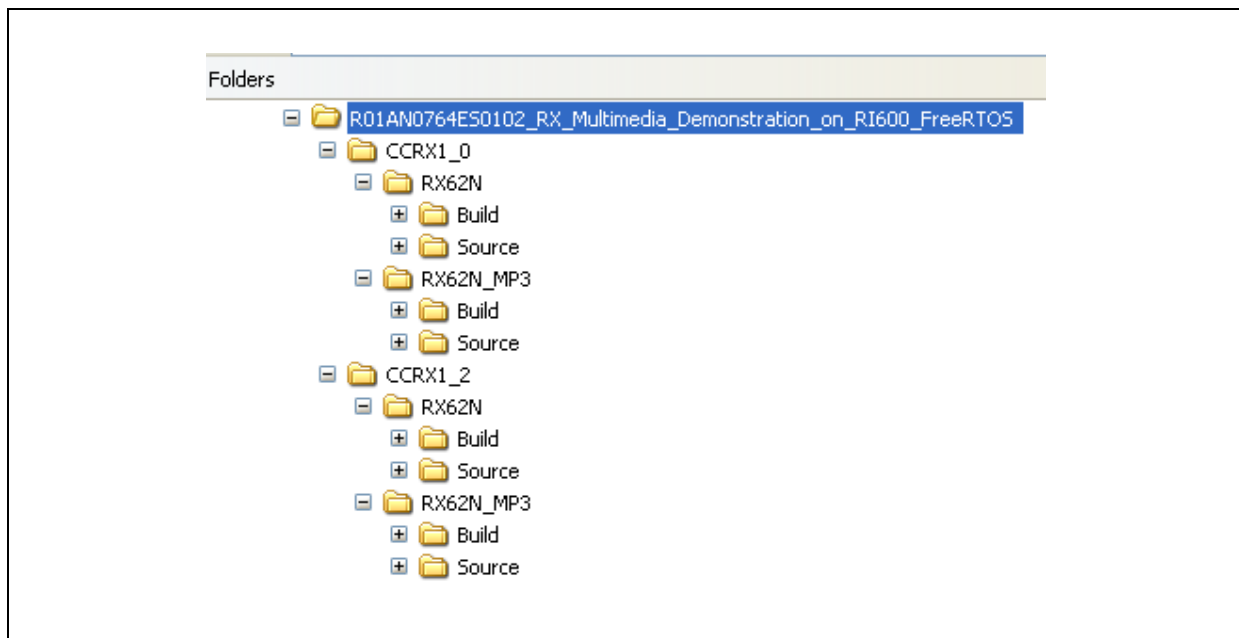 Folders
R01AN0764ES0102_RX_Multimedia_Demonstration_on_RI600_FreeRTOS
CCRX1_0
RX62N
Build
Source
RX62N_MP3
Build
Source
CCRX1_2
RX62N
Build
Source
RX62N_MP3
Build
Source